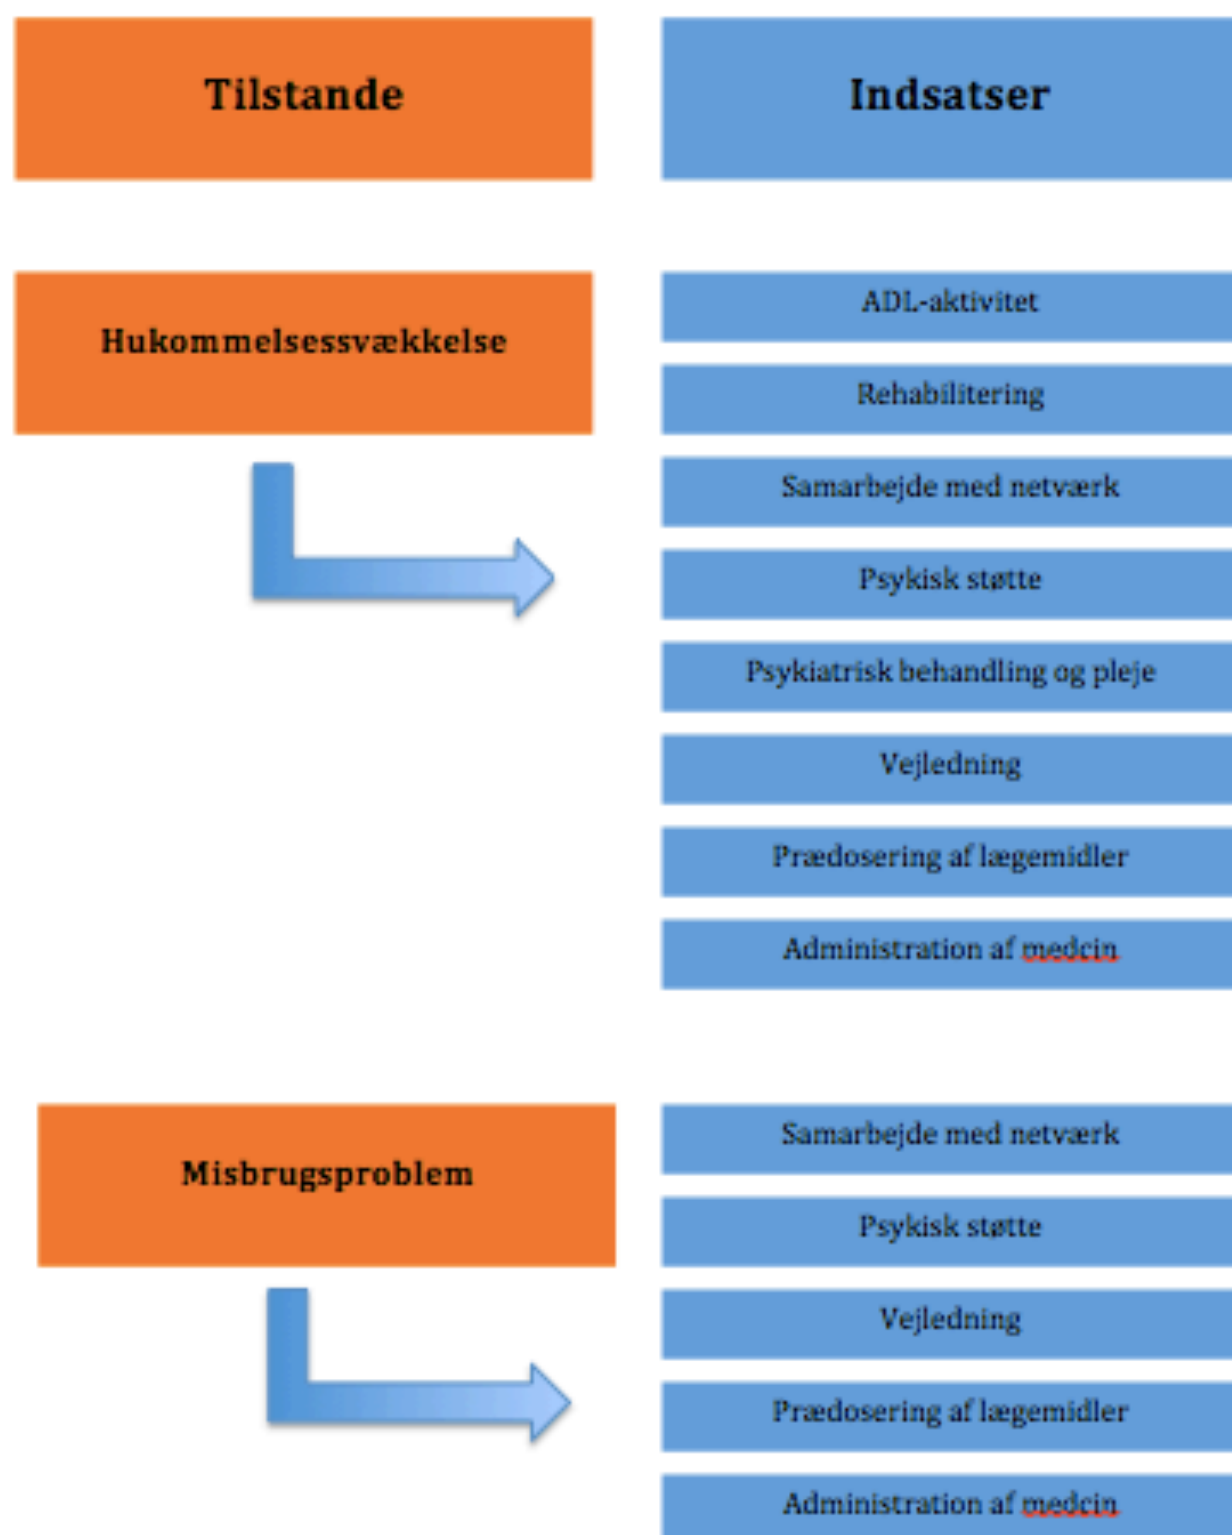 Tilstande
Indsatser
Hukommelsessvækkelse
ADL-aktivitet
Rehabilitering
Samarbejde med netværk
Psykisk støtte
Psykiatrisk behandling og pleje
Vejledning
Prædosering af lægemidler
Administration af medcin
Misbrugsproblem
Samarbejde med netværk
Psykisk støtte
Vejledning
Prædosering af lægemidler
Administration af medcin